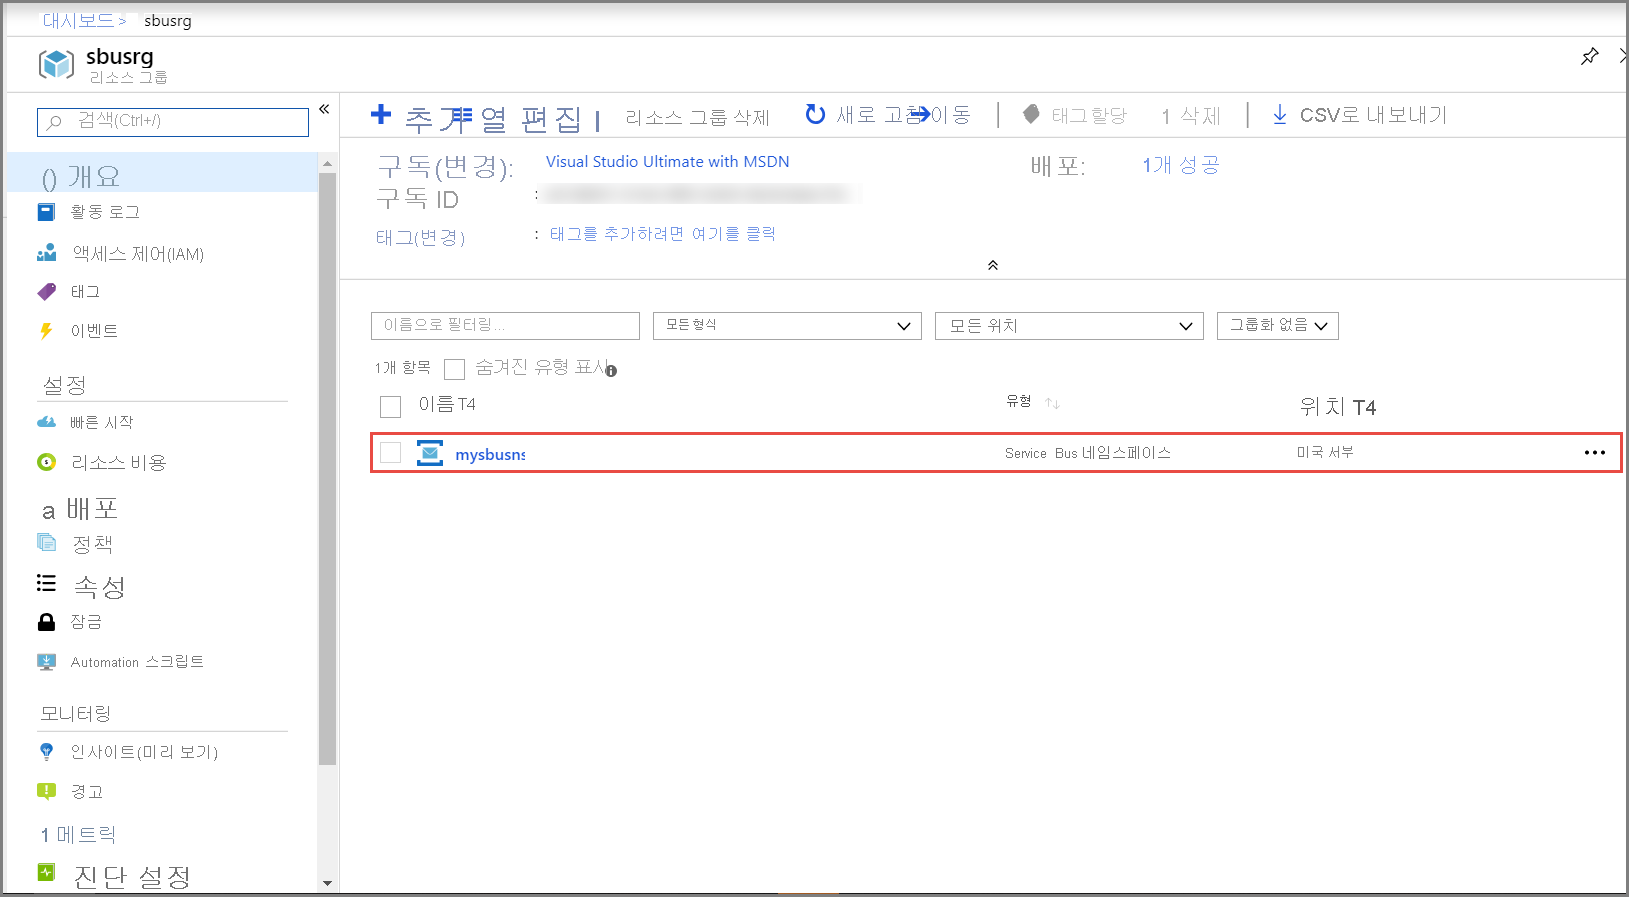 대시보드 > sbusrg
sbusrg
리소스 그룹
검색(Ctrl+/)
() 개요
활동 로그
액세스 제어(IAM)
태그
이벤트
설정
빠른 시작
리소스 비용
a 배포
정책
속성
잠금
Automation 스크립트
모니터링
인사이트(미리 보기)
경고
1 메트릭
진단 설정
추가 열 편집 | 리소스 그룹 삭제 새로 고침 이동 | 태그할당 1 삭제 | CSV로 내보내기
구독(변경): Visual Studio Ultimate with MSDN 배포: 1개 성공
구독 ID :
태그(변경) : 태그를 추가하려면 여기를 클릭
이름으로 필터링... 모든형식 모든 위치 그룹화 없음
1개 항목 숨겨진 유형 표시
이름T4 유형 ↑↓ 위치 T4
mysbusns Service Bus 네임스페이스 미국 서부 •••